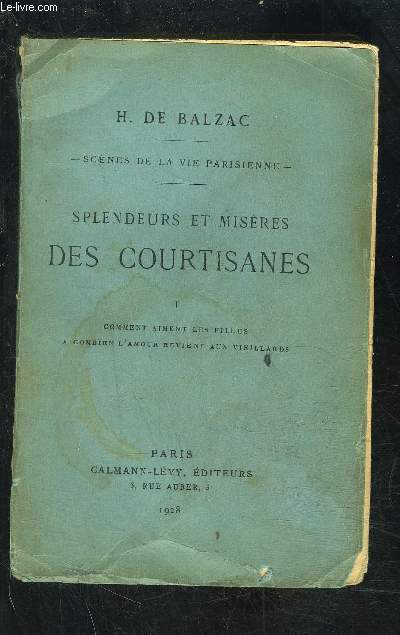 Le-livre.com
H. DE BALZAC
— SCÈNES DE LA VIE PARISIENNE —
SPLENDEURS ET MISÈRES
DES COURTISANES
I
COMMENT AIMENT LES FILLES
A COMBIEN L'AMOUR REVIENT AUX VIEILLARDS
PARIS
CALMANN-LÉVY, ÉDITEURS
3, RUE AUBER, 3
1928